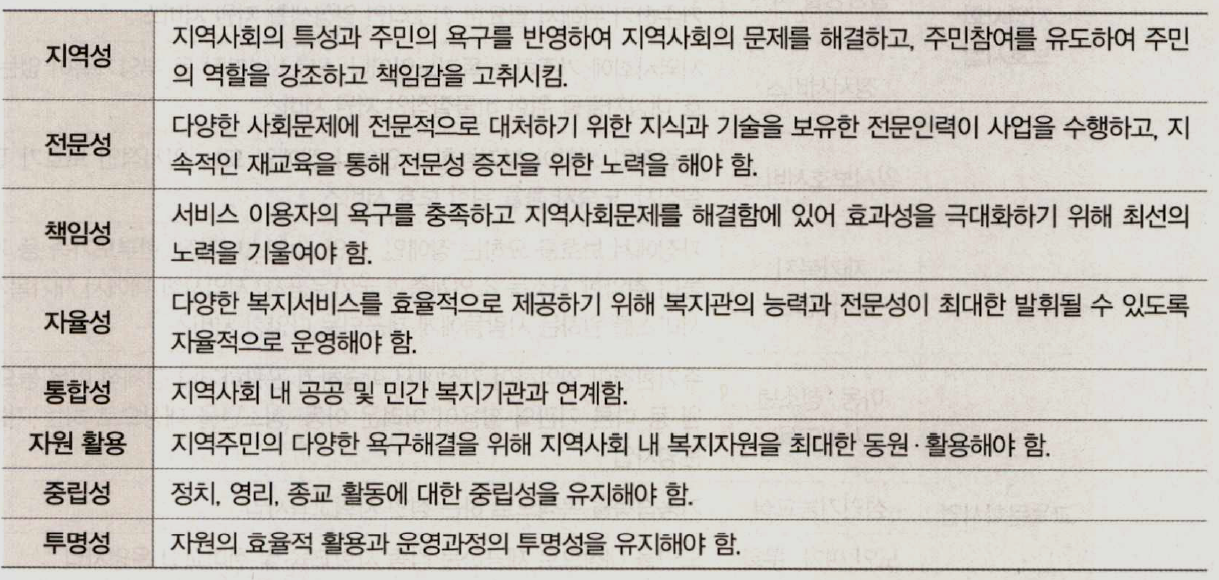 지역성
지역사회의 특성과 주민의 욕구를 반영하여 지역사회의 문제를 해결하고, 주민참여를 유도하여 주민
의 역할을 강조하고 책임감을 고취시킴.
전문성
다양한 사회문제에 전문적으로 대처하기 위한 지식과 기술을 보유한 전문인력이 사업을 수행하고, 지
속적인 재교육을 통해 전문성 증진을 위한 노력을 해야 함.
책임성
서비스 이용자의 욕구를 충족하고 지역사회문제를 해결함에 있어 효과성을 극대화하기 위해 최선의
노력을 기울여야 함.
자율성
다양한 복지서비스를 효율적으로 제공하기 위해 복지관의 능력과 전문성이 최대한 발휘될 수 있도록
자율적으로 운영해야 함.
통합성
지역사회 내 공공 및 민간 복지기관과 연계함.
자원 활용
지역주민의 다양한 욕구해결을 위해 지역사회 내 복지자원을 최대한 동원·활용해야 함.
중립성
정치, 영리, 종교 활동에 대한 중립성을 유지해야 함.
투명성
자원의 효율적 활용과 운영과정의 투명성을 유지해야 함.